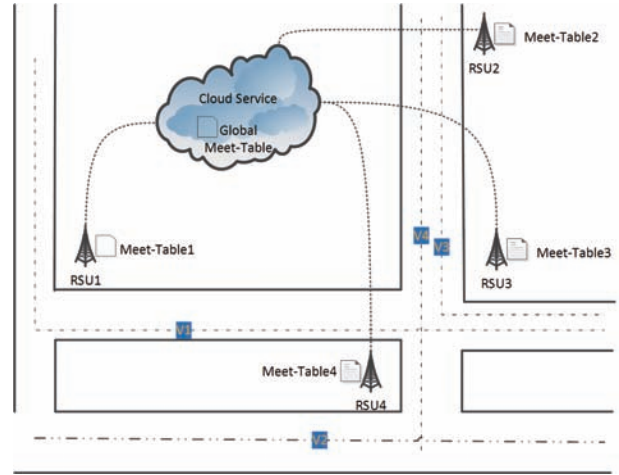 Meet-Table2
RSU2
Cloud Service
Global
Meet-Table
V4
V3
Meet-Table1
RSU1
Meet-Table3
RSU3
V1
Meet-Table4
RSU4
V2